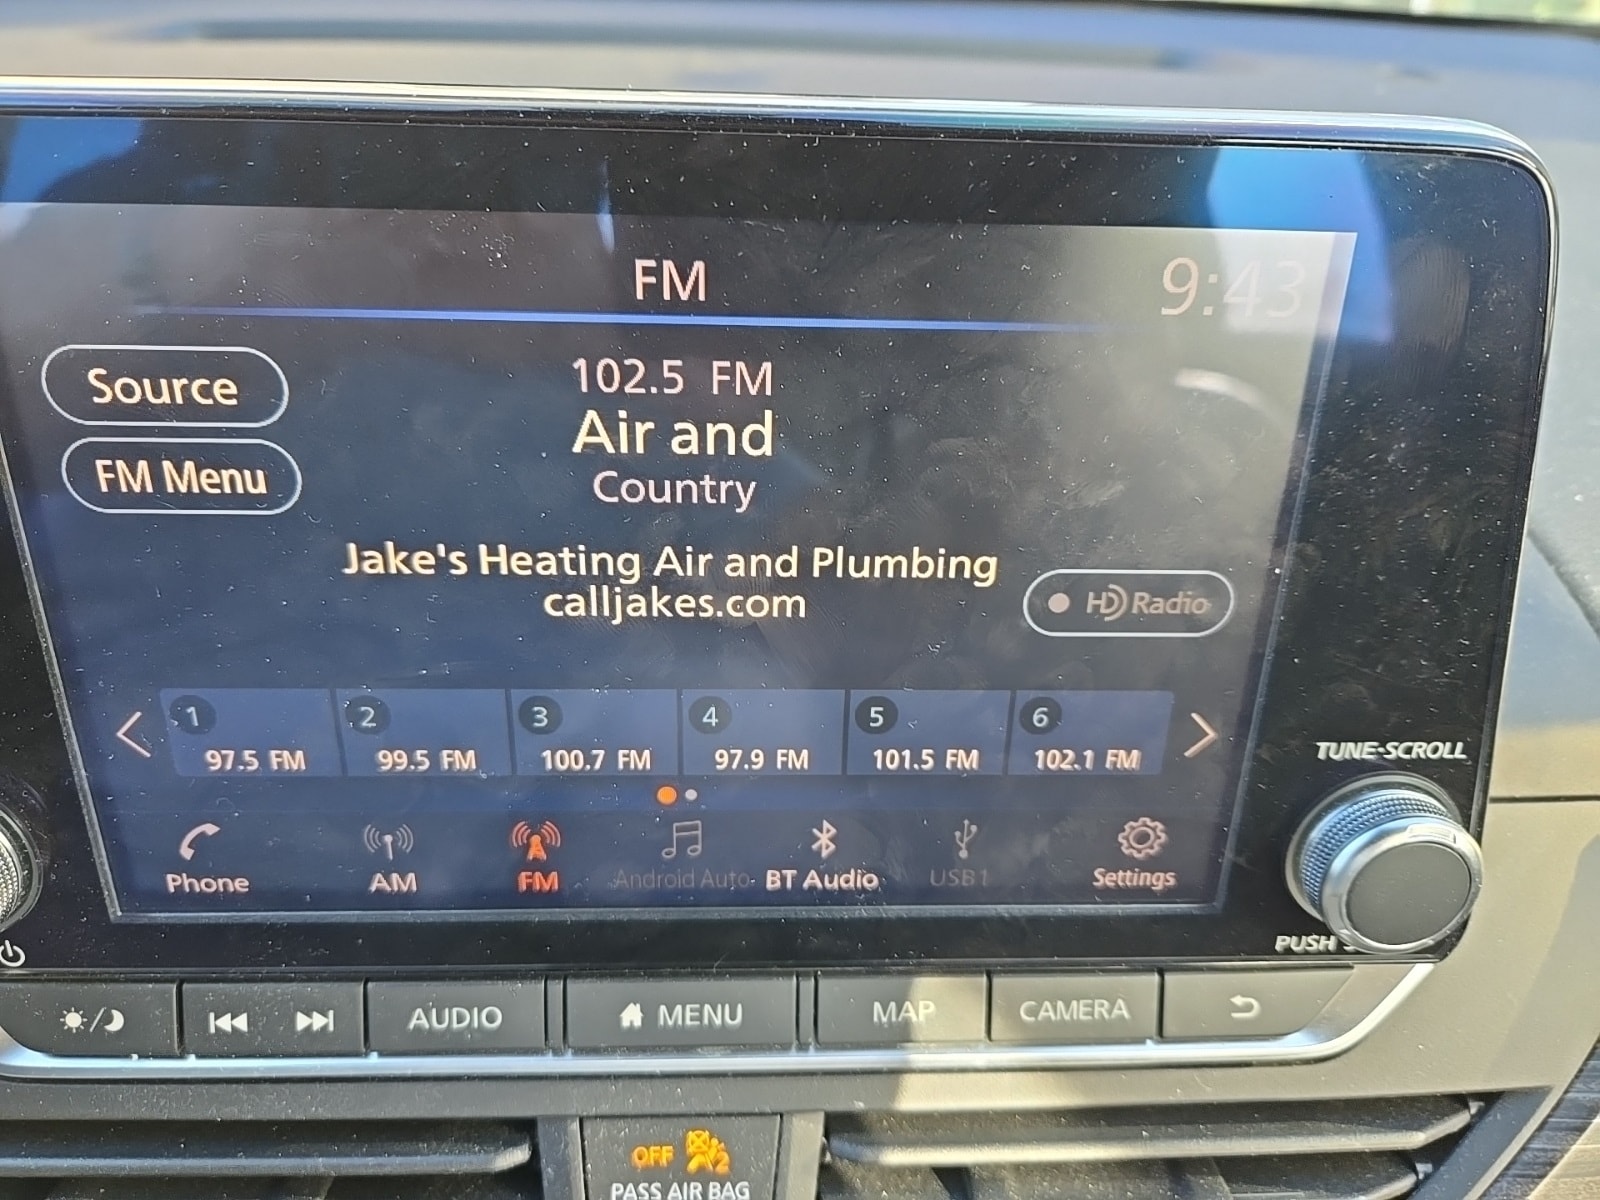 FM
9:43
Source
FM Menu
102.5 FM
Air and
Country
Jake's Heating Air and Plumbing
calljakes.com
HD Radio
1
97.5 FM
2
99.5 FM
3
100.7 FM
4
97.9 FM
5
101.5 FM
6
102.1 FM
Phone
AM
FM
Android Auto
BT Audio
USB1
Settings
TUNE·SCROLL
PUSH
AUDIO
MENU
MAP
CAMERA
OFF
2
PASS AIR BAG